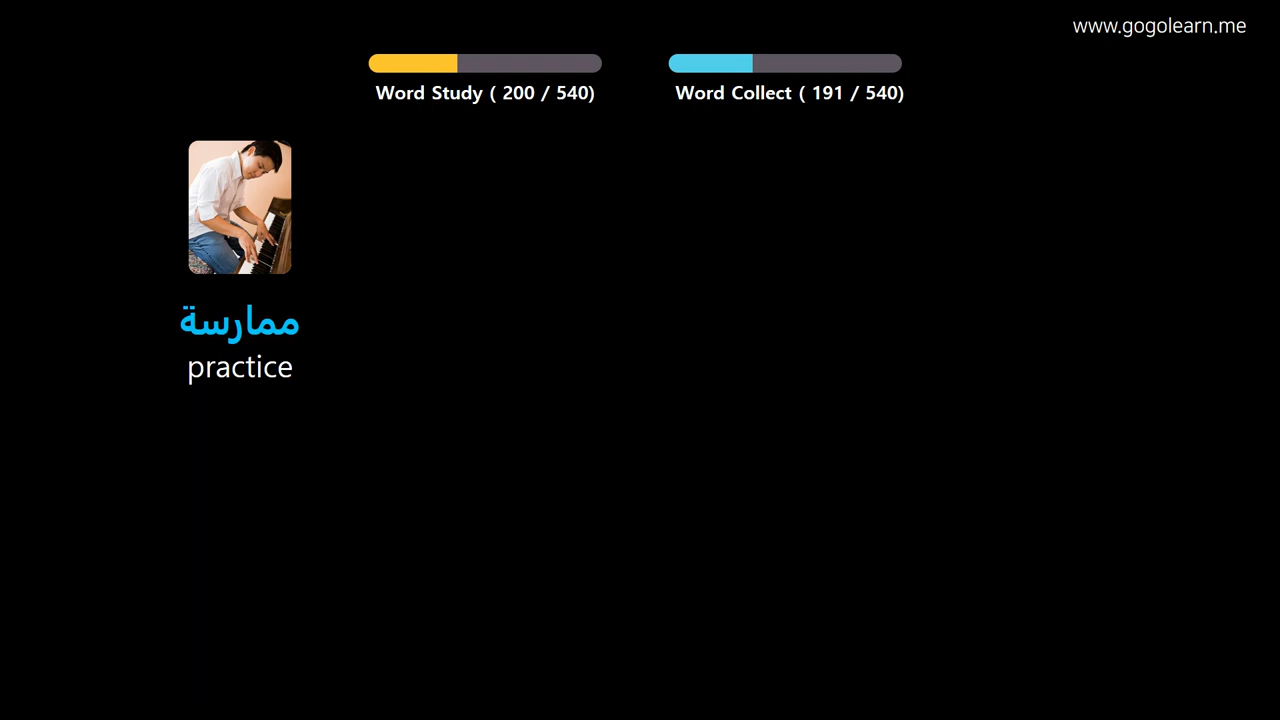 www.gogolearn.me
Word Study ( 200 / 540)
Word Collect ( 191 / 540)
ممارسة
practice